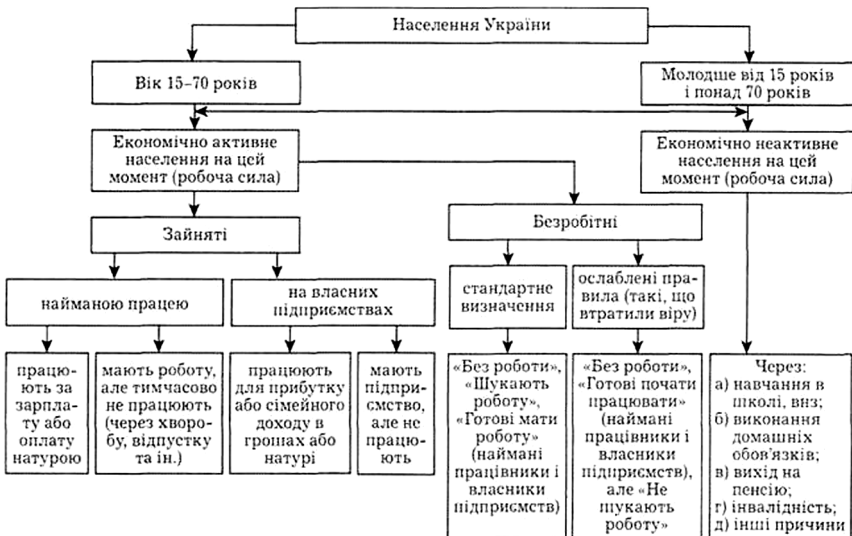 Населення України
Вік 15–70 років
Молодше від 15 років
і понад 70 років
Економічно активне
населення на цей
момент (робоча сила)
Економічно неактивне
населення на цей
момент (робоча сила)
Зайняті
Безробітні
найманою працею
на власних
підприємствах
стандартне
визначення
ослаблені пра-
вила (такі, що
втратили віру)
працю-
ють за
зарпла-
ту або
оплату
натурою
мають роботу,
але тимчасово
не працюють
(через хворо-
бу, відпустку
та ін.)
працюють
для прибутку
або сімейного
доходу в
грошах або
натурі
мають
підпри-
ємство,
але не
працю-
ють
«Без роботи»,
«Шукають
роботу»,
«Готові мати
роботу»
(наймані
працівники і
власники
підприємств)
«Без роботи»,
«Готові почати
працювати»
(наймані
працівники і
власники
підприємств),
але «Не
шукають
роботу»
Через:
а) навчання в
школі, внз;
б) виконання
домашніх
обов'язків;
в) вихід на
пенсію;
г) інвалідність;
д) інші причини